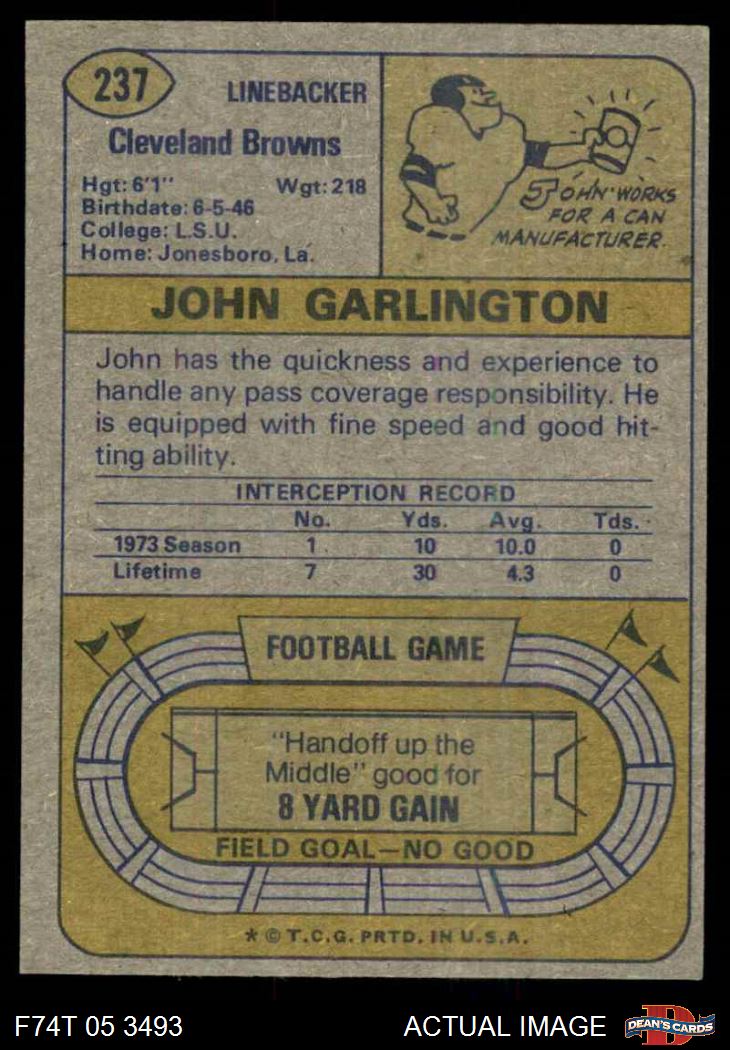 237
LINEBACKER
Cleveland Browns
Hgt: 6'1" Wgt: 218
Birthdate: 6-5-46
College: L.S.U.
Home: Jonesboro, La.
JOHN WORKS
FOR A CAN
MANUFACTURER.
JOHN GARLINGTON
John has the quickness and experience to
handle any pass coverage responsibility. He
is equipped with fine speed and good hit-
ting ability.
INTERCEPTION RECORD
No. Yds. Avg. Tds.
1973 Season 1 10 10.0 0
Lifetime 7 30 4.3 0
FOOTBALL GAME
"Handoff up the
Middle" good for
8 YARD GAIN
FIELD GOAL—NO GOOD
* © T.C.G. PRTD. IN U.S.A.
F74T 05 3493 ACTUAL IMAGE
D
DEAN'S CARDS